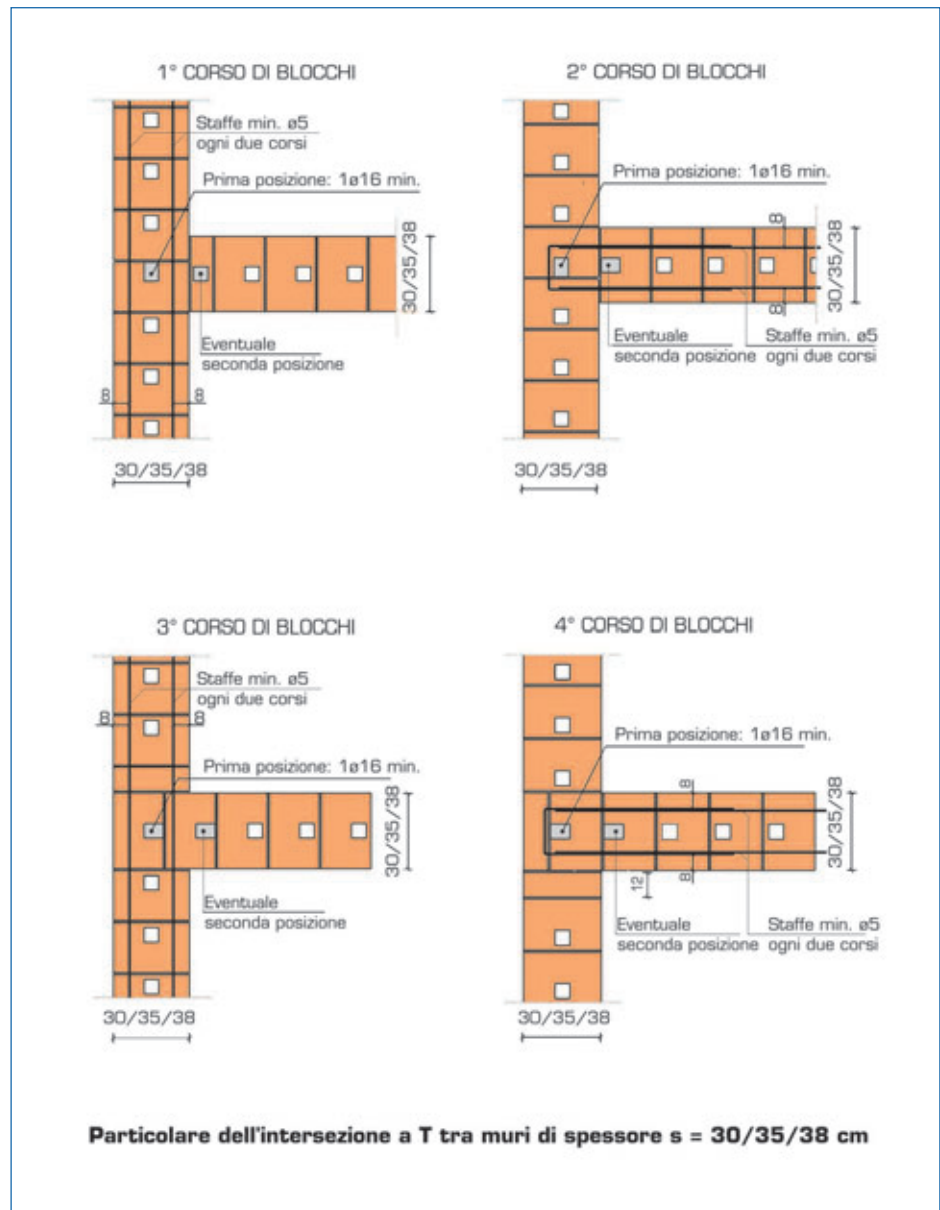 1° CORSO DI BLOCCHI
Staffe min. ø5
ogni due corsi
Prima posizione: 1ø16 min.
30/35/38
Eventuale
seconda posizione
8
8
30/35/38
2° CORSO DI BLOCCHI
Prima posizione: 1ø16 min.
8
30/35/38
8
Eventuale
seconda posizione
Staffe min. ø5
ogni due corsi
30/35/38
3° CORSO DI BLOCCHI
Staffe min. ø5
ogni due corsi
8
8
Prima posizione: 1ø16 min.
30/35/38
Eventuale
seconda posizione
30/35/38
4° CORSO DI BLOCCHI
Prima posizione: 1ø16 min.
8
30/35/38
8
12
Eventuale
seconda posizione
Staffe min. ø5
ogni due corsi
30/35/38
Particolare dell'intersezione a T tra muri di spessore s = 30/35/38 cm